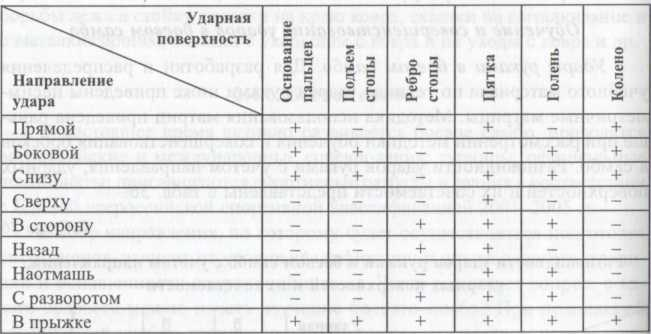 Ударная
поверхность
Направление
удара
Основание
пальцев
Подъем
стопы
Ребро
стопы
Пятка
Голень
Колено
Прямой + – + + + +
Боковой + + – + + +
Снизу – + – + + +
Сверху – – – + – –
В сторону – – + + + –
Назад – – + + – –
Наотмашь – – + + – –
С разворотом – – + + – –
В прыжке + + + + + +